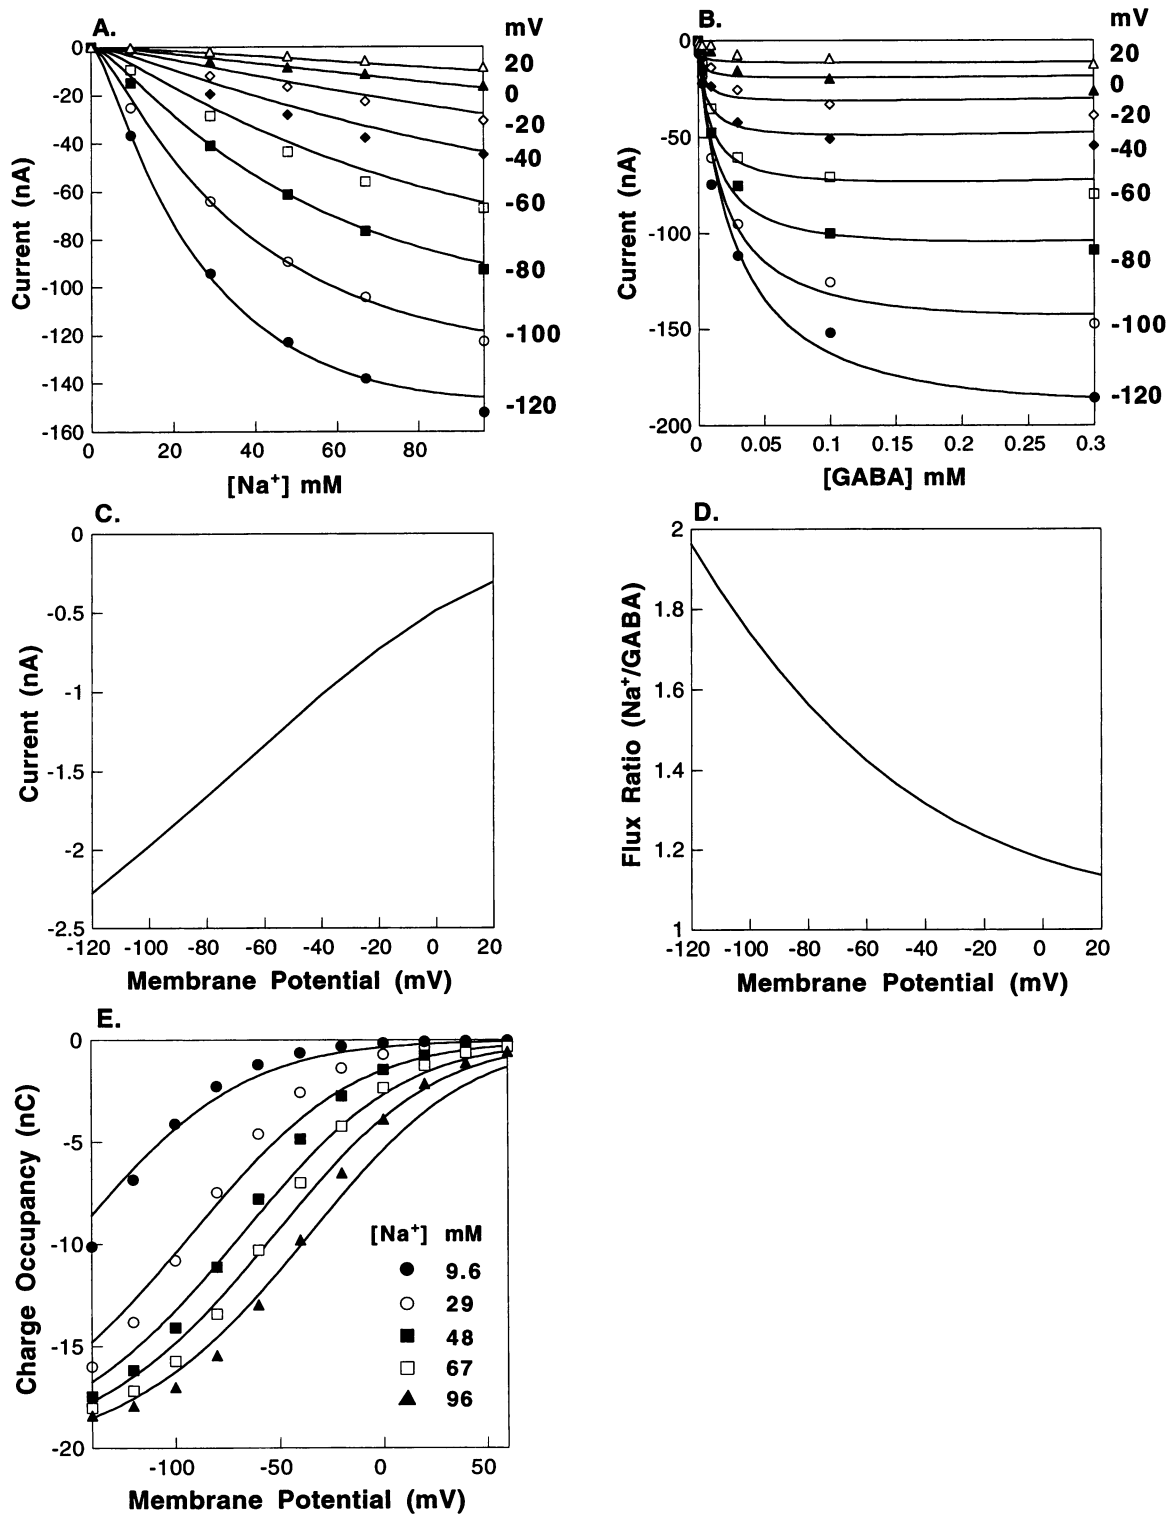 A.
mV
0
-20
-40
-60
-80
-100
-120
-140
-160
Current (nA)
0 20 40 60 80
[Na+] mM
20
0
-20
-40
-60
-80
-100
-120
B.
mV
0
-50
-100
-150
-200
Current (nA)
0 0.05 0.1 0.15 0.2 0.25 0.3
[GABA] mM
20
0
-20
-40
-60
-80
-100
-120
C.
0
-0.5
-1
-1.5
-2
-2.5
Current (nA)
-120 -100 -80 -60 -40 -20 0 20
Membrane Potential (mV)
D.
2
1.8
1.6
1.4
1.2
1
Flux Ratio (Na+/GABA)
-120 -100 -80 -60 -40 -20 0 20
Membrane Potential (mV)
E.
0
-5
-10
-15
-20
Charge Occupancy (nC)
[Na+] mM
9.6
29
48
67
96
-100 -50 0 50
Membrane Potential (mV)